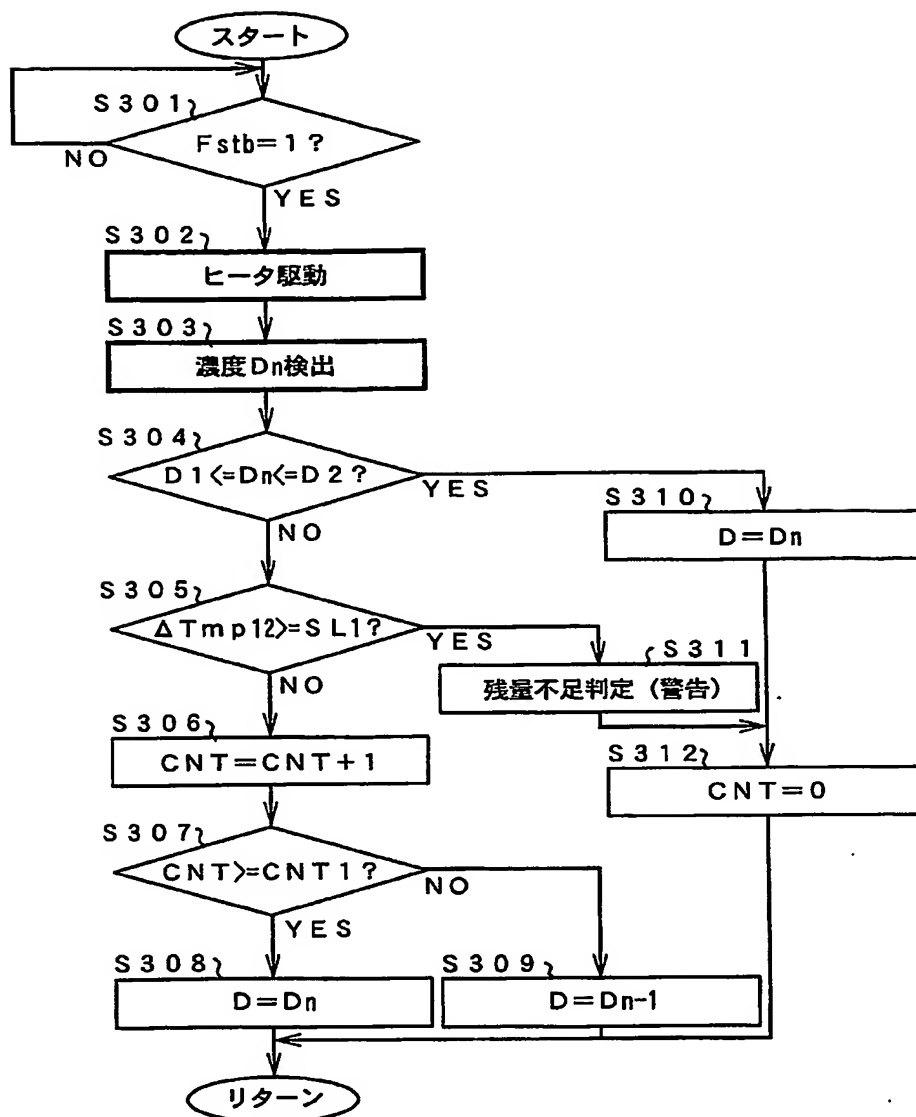 スタート
S301
Fstb=1?
NO
YES
S302
ヒータ駆動
S303
濃度Dn検出
S304
D1<=Dn<=D2?
YES
NO
S310
D=Dn
S305
ΔTmp12>=SL1?
YES
NO
S311
残量不足判定(警告)
S306
CNT=CNT+1
S312
CNT=0
S307
CNT>=CNT1?
NO
YES
S308
D=Dn
S309
D=Dn-1
リターン